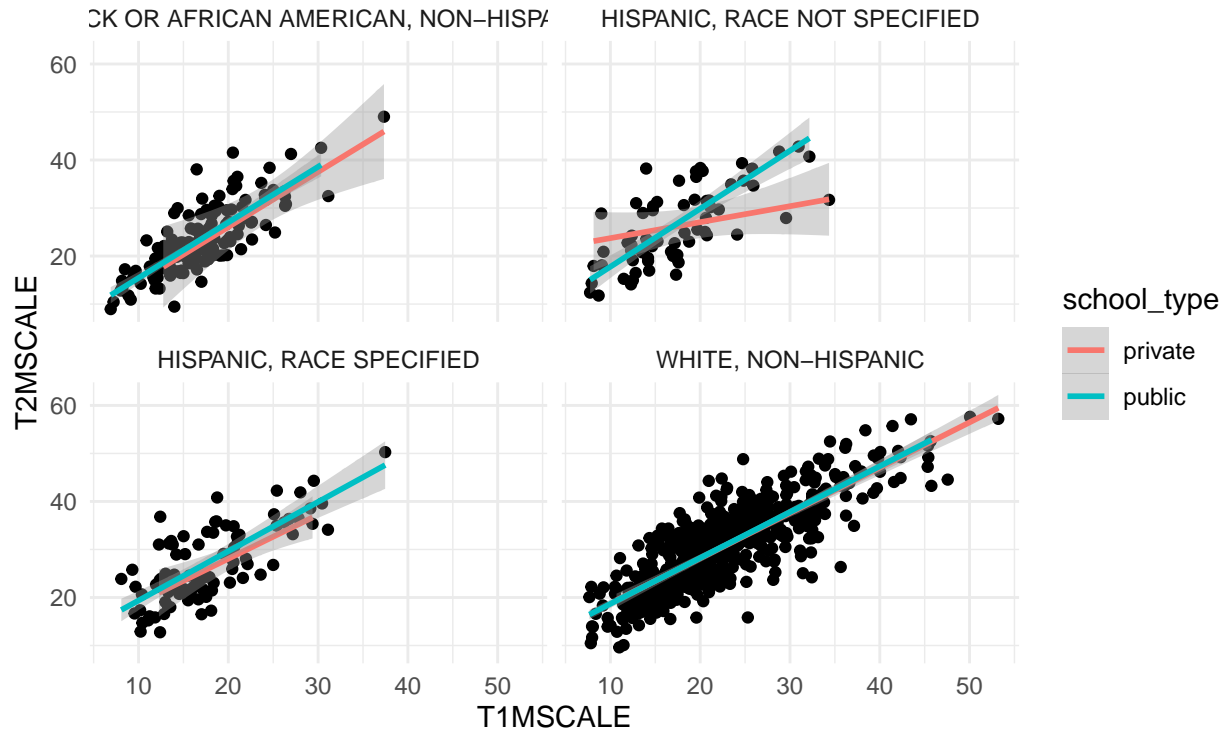 CK OR AFRICAN AMERICAN, NON−HISPA
HISPANIC, RACE NOT SPECIFIED
60
40
20
HISPANIC, RACE SPECIFIED
WHITE, NON−HISPANIC
60
40
20
10 20 30 40 50
10 20 30 40 50
T1MSCALE
T2MSCALE
school_type
private
public